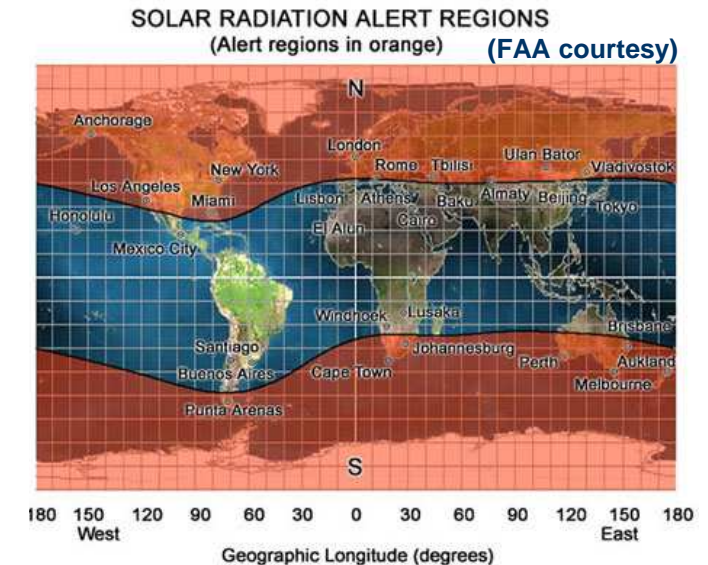 SOLAR RADIATION ALERT REGIONS
(Alert regions in orange)
(FAA courtesy)
N
Anchorage
London
Rome
Tbilisi
Ulan Bator
Vladivostok
New York
Los Angeles
Miami
Lisbon
Athens
Baku
Almaty
Beijing
Tokyo
Honolulu
Cairo
El Aiun
Mexico City
Windhoek
Lusaka
Brisbane
Santiago
Johannesburg
Perth
Aukland
Buenos Aires
Cape Town
Melbourne
Punta Arenas
S
180 150 120 90 60 30 0 30 60 90 120 150 180
West East
Geographic Longitude (degrees)